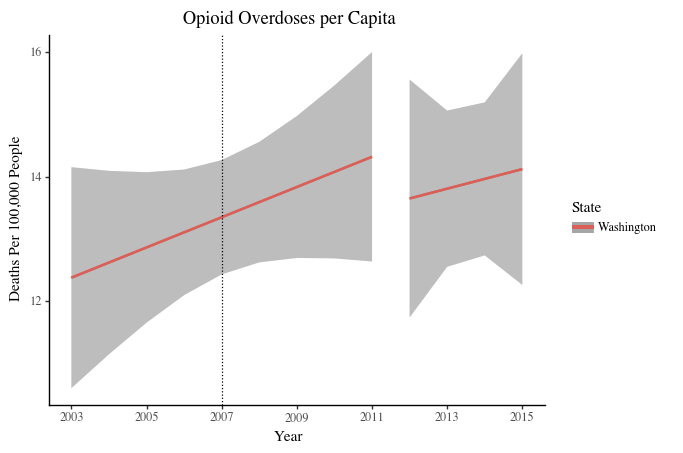 Opioid Overdoses per Capita
16
14
12
Deaths Per 100,000 People
2003 2005 2007 2009 2011 2013 2015
Year
State
Washington